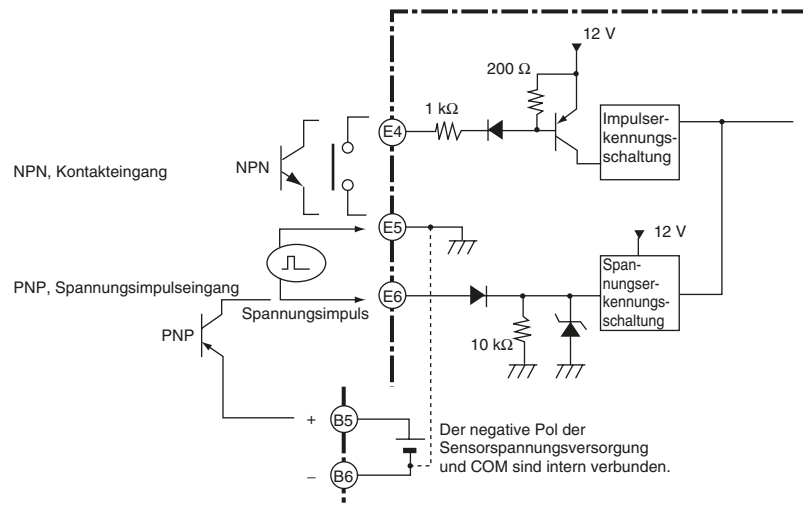 12 V
200 Ω
1 kΩ
E4
Impulser-
kennungs-
schaltung
NPN
NPN, Kontakteingang
E5
12 V
PNP, Spannungsimpulseingang
E6
Span-
nungser-
kennungs-
schaltung
Spannungsimpuls
PNP
10 kΩ
+
B5
Der negative Pol der
Sensorspannungsversorgung
und COM sind intern verbunden.
–
B6